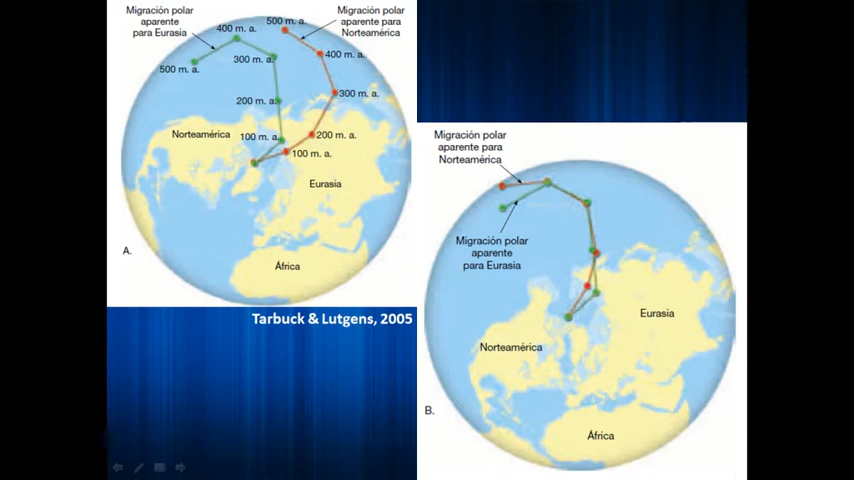 Migración polar
aparente
para Eurasia
500 m. a.
400 m. a.
300 m. a.
200 m. a.
100 m. a.
Migración polar
aparente para
Norteamérica
500 m. a.
400 m. a.
300 m. a.
200 m. a.
100 m. a.
Norteamérica
Eurasia
África
A.
Tarbuck & Lutgens, 2005
Migración polar
aparente para
Norteamérica
Migración polar
aparente
para Eurasia
Eurasia
Norteamérica
África
B.